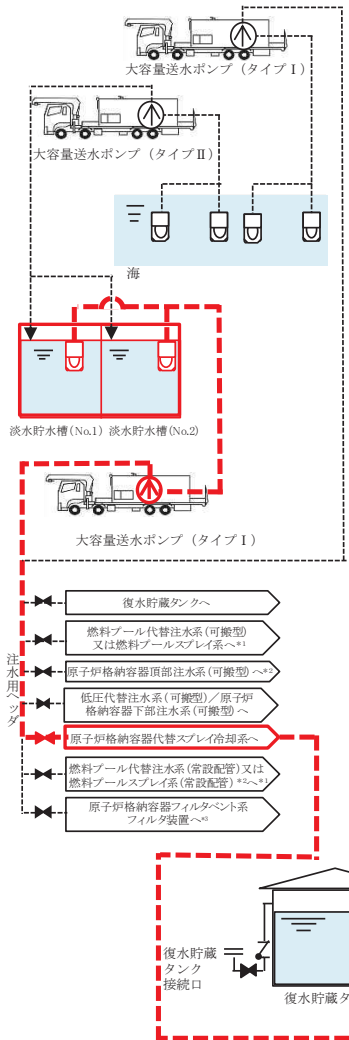 大容量送水ポンプ（タイプⅠ）
大容量送水ポンプ（タイプⅡ）
海
淡水貯水槽(No.1) 淡水貯水槽(No.2)
大容量送水ポンプ（タイプⅠ）
注水用ヘッダ
復水貯蔵タンクへ
燃料プール代替注水系(可搬型)
又は燃料プールスプレイ系へ*1
原子炉格納容器頂部注水系(可搬型)へ*2
低圧代替注水系(可搬型)／原子炉
格納容器下部注水系(可搬型)へ
原子炉格納容器代替スプレイ冷却系へ
燃料プール代替注水系(常設配管)又は
燃料プールスプレイ系(常設配管)*2へ*1
原子炉格納容器フィルタベント系
フィルタ装置へ*3
復水貯蔵
タンク
接続口
復水貯蔵タ